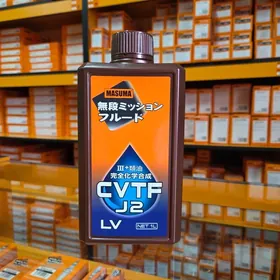 MASUMA
無段ミッション
フルード
III+精油
完全化学合成
CVTF
J2
LV
NET 1L